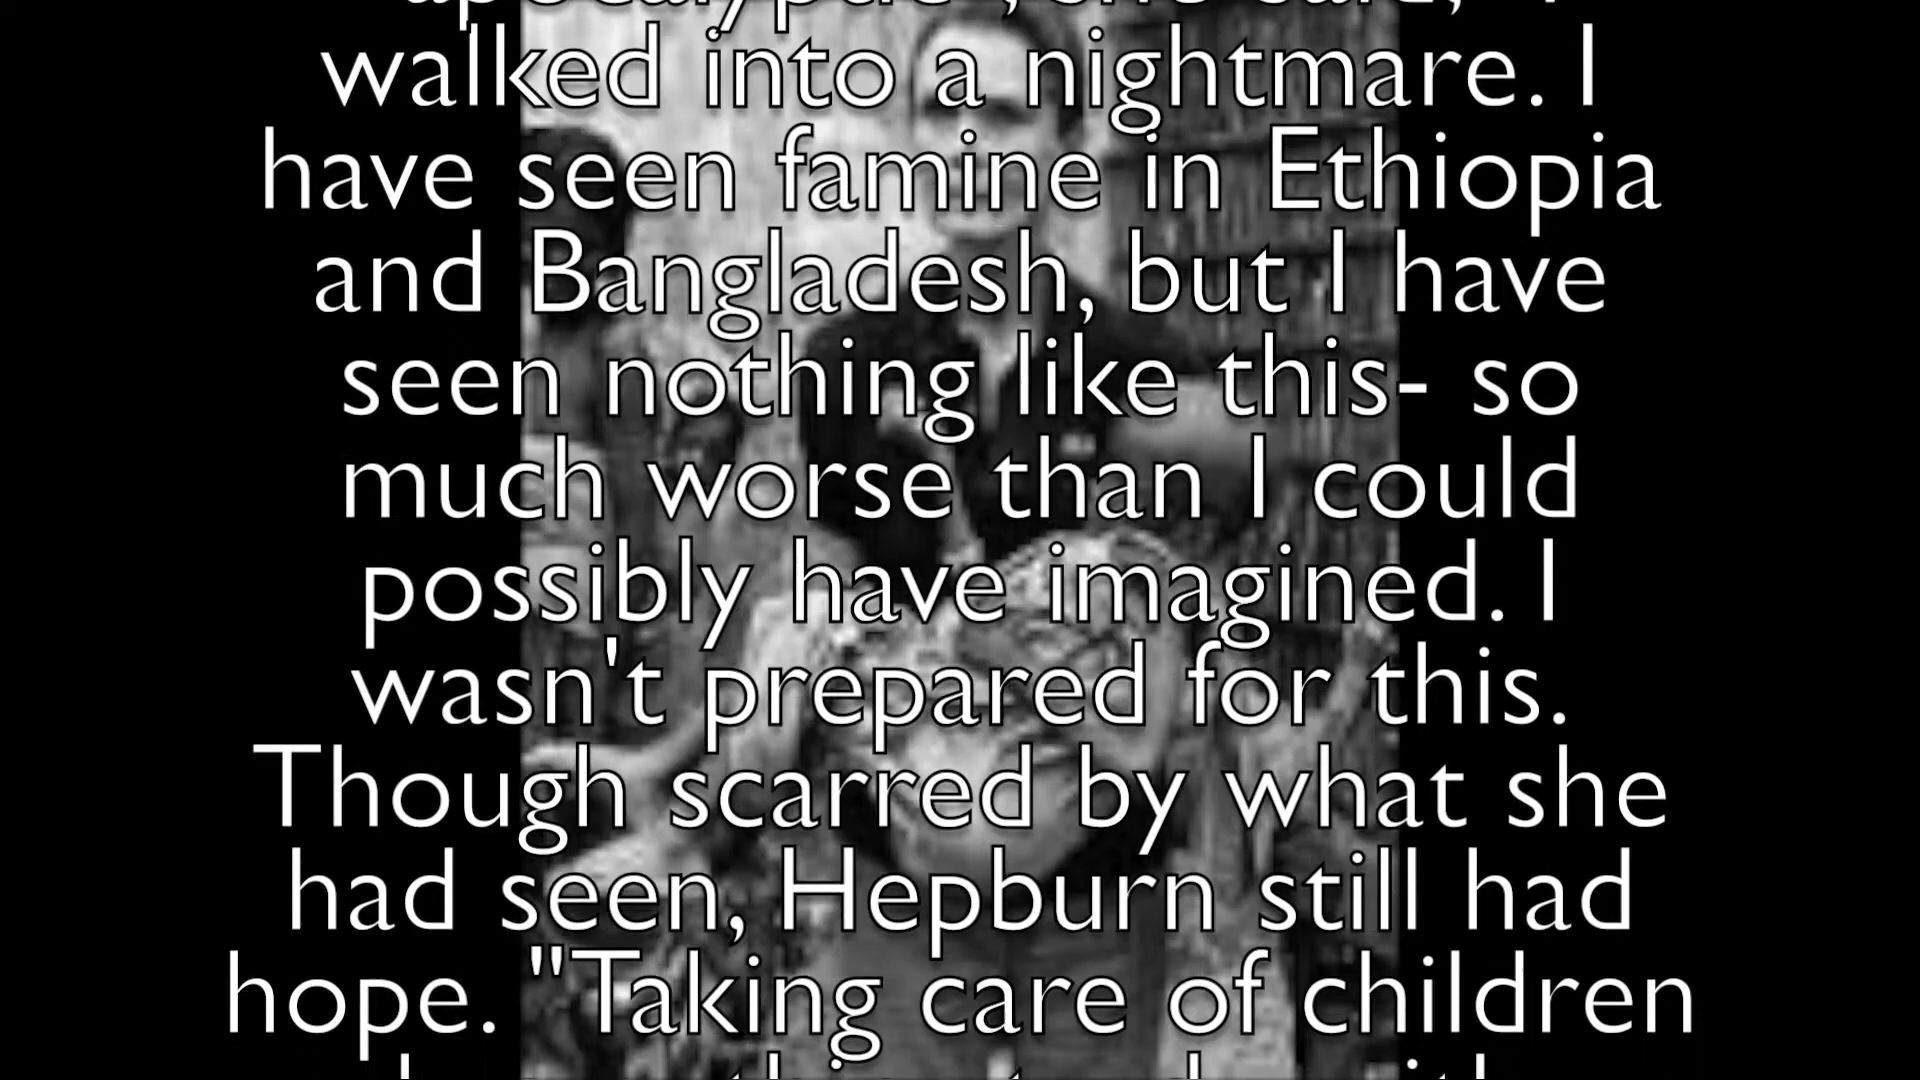 walked into a nightmare. I
have seen famine in Ethiopia
and Bangladesh, but I have
seen nothing like this- so
much worse than I could
possibly have imagined. I
wasn't prepared for this.
Though scarred by what she
had seen, Hepburn still had
hope. "Taking care of children